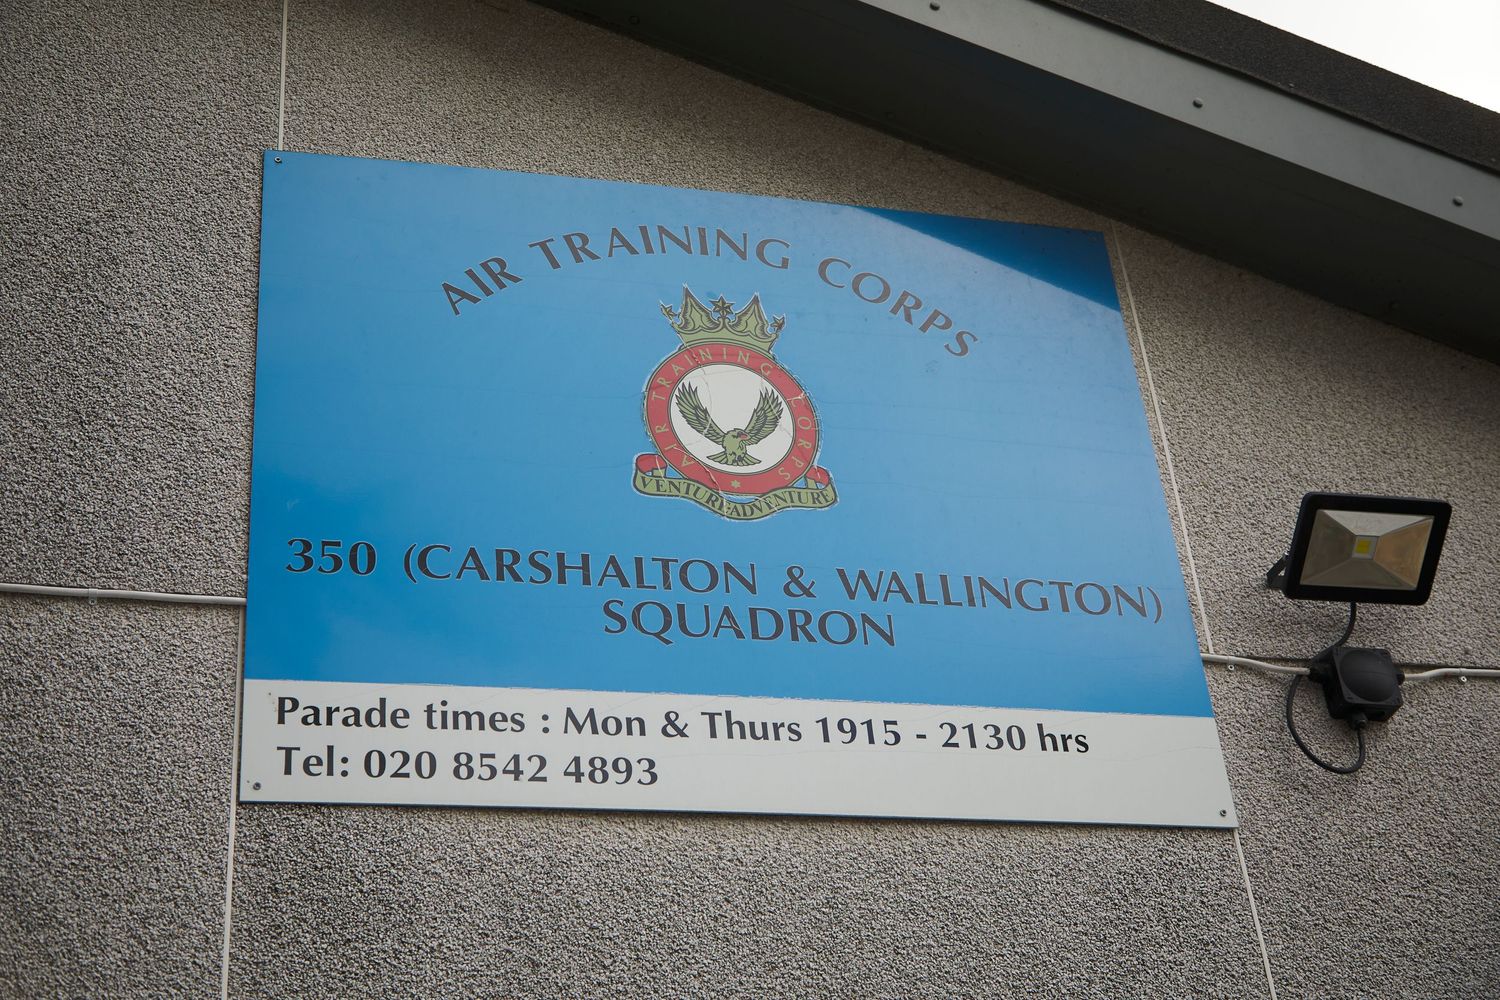 AIR TRAINING CORPS
AIR TRAINING CORPS
VENTURE ADVENTURE
350 (CARSHALTON & WALLINGTON)
SQUADRON
Parade times : Mon & Thurs 1915 - 2130 hrs
Tel: 020 8542 4893